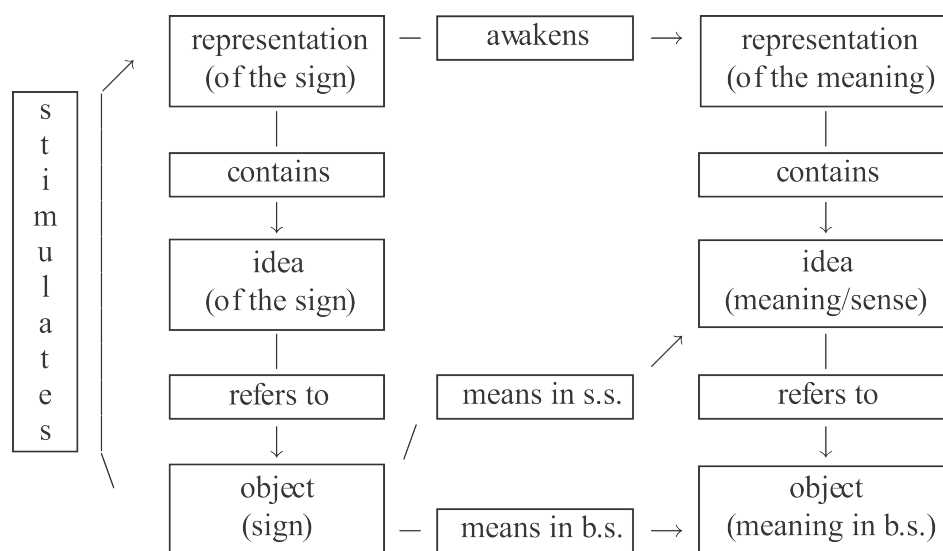 representation
(of the sign)
awakens
representation
(of the meaning)
stimulates
contains
contains
idea
(of the sign)
idea
(meaning/sense)
refers to
means in s.s.
refers to
object
(sign)
means in b.s.
object
(meaning in b.s.)